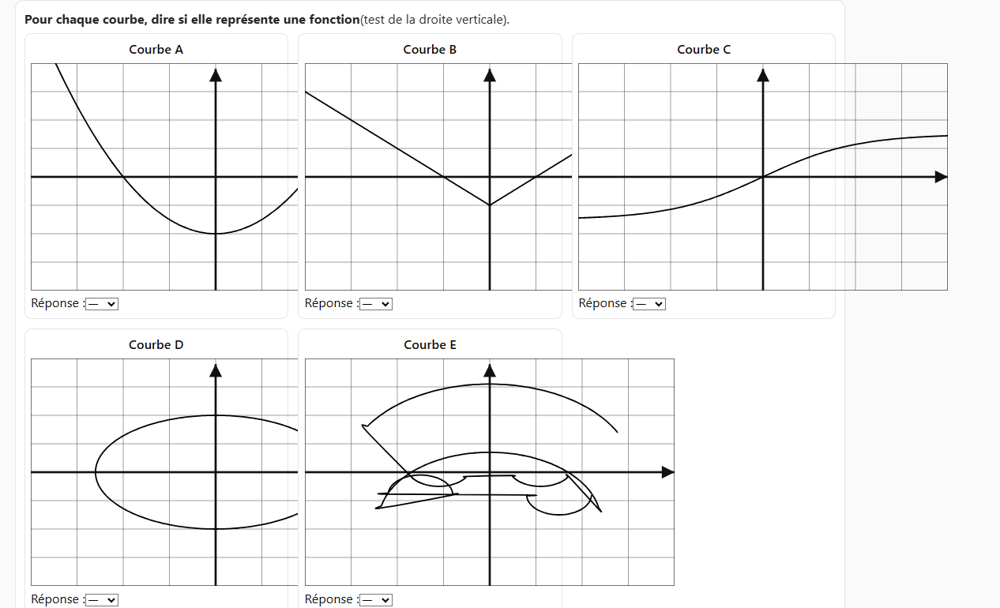 Pour chaque courbe, dire si elle représente une fonction(test de la droite verticale).
Courbe A
Courbe B
Courbe C
Réponse :—
Réponse :—
Réponse :—
Courbe D
Courbe E
Réponse :—
Réponse :—